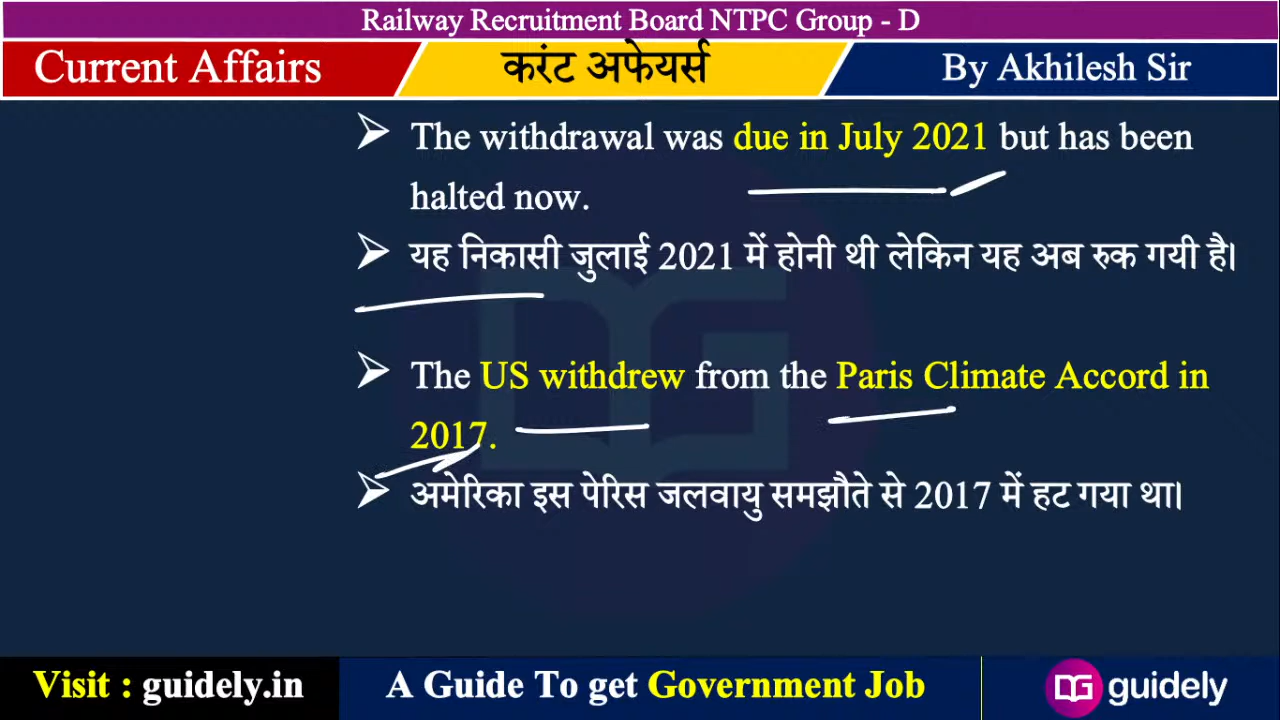 Railway Recruitment Board NTPC Group - D
Current Affairs
करंट अफेयर्स
By Akhilesh Sir
The withdrawal was due in July 2021 but has been
halted now.
यह निकासी जुलाई 2021 में होनी थी लेकिन यह अब रुक गयी है।
The US withdrew from the Paris Climate Accord in
2017.
अमेरिका इस पेरिस जलवायु समझौते से 2017 में हट गया था।
Visit : guidely.in
A Guide To get Government Job
DG guidely